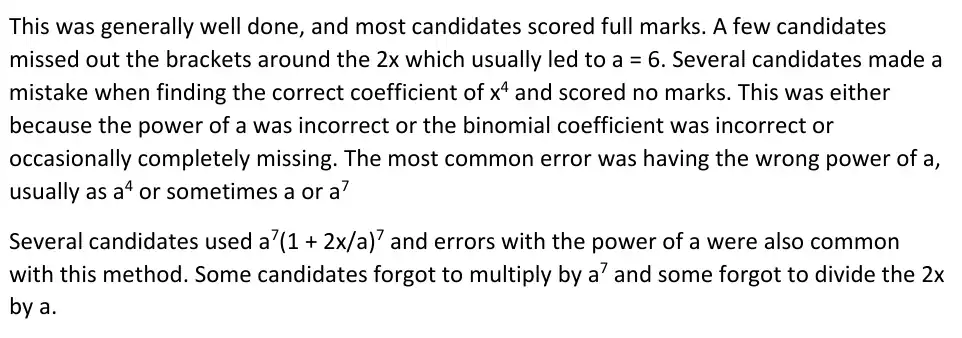 This was generally well done, and most candidates scored full marks. A few candidates
missed out the brackets around the 2x which usually led to a = 6. Several candidates made a
mistake when finding the correct coefficient of x⁴ and scored no marks. This was either
because the power of a was incorrect or the binomial coefficient was incorrect or
occasionally completely missing. The most common error was having the wrong power of a,
usually as a⁴ or sometimes a or a⁷
Several candidates used a⁷(1 + 2x/a)⁷ and errors with the power of a were also common
with this method. Some candidates forgot to multiply by a⁷ and some forgot to divide the 2x
by a.